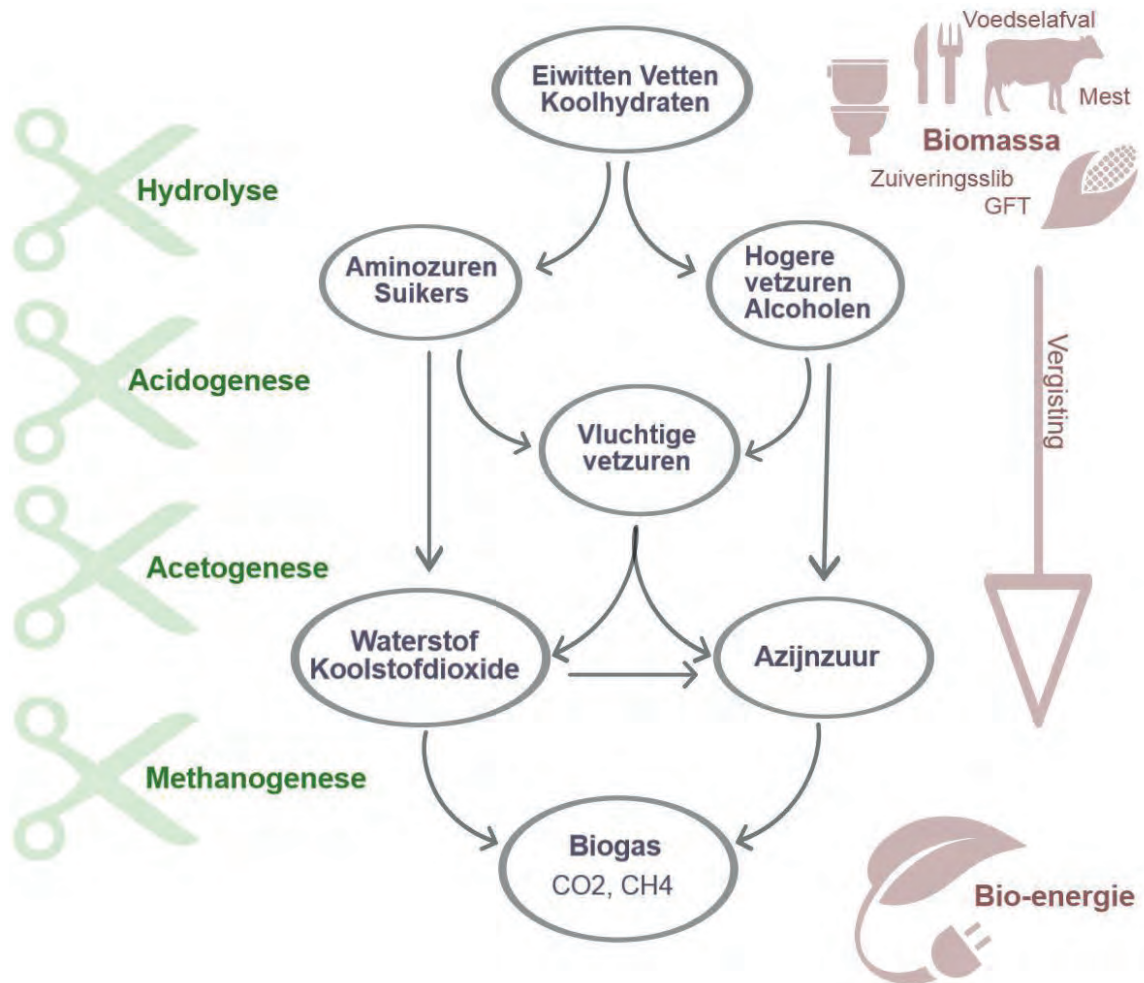 Voedselafval
Eiwitten Vetten
Koolhydraten
Mest
Biomassa
Hydrolyse
Zuiveringsslib
GFT
Aminozuren
Suikers
Hogere
vetzuren
Alcoholen
Acidogenese
Vergisting
Vluchtige
vetzuren
Acetogenese
Waterstof
Koolstofdioxide
Azijnzuur
Methanogenese
Biogas
CO2, CH4
Bio-energie